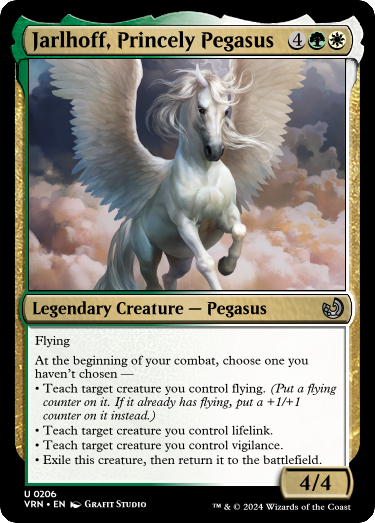 Jarlhoff, Princely Pegasus 4
Legendary Creature — Pegasus
Flying
At the beginning of your combat, choose one you
haven't chosen —
• Teach target creature you control flying. (Put a flying
counter on it. If it already has flying, put a +1/+1
counter on it instead.)
• Teach target creature you control lifelink.
• Teach target creature you control vigilance.
• Exile this creature, then return it to the battlefield.
4/4
U 0206
VRN • EN Grafit Studio
™ & © 2024 Wizards of the Coast